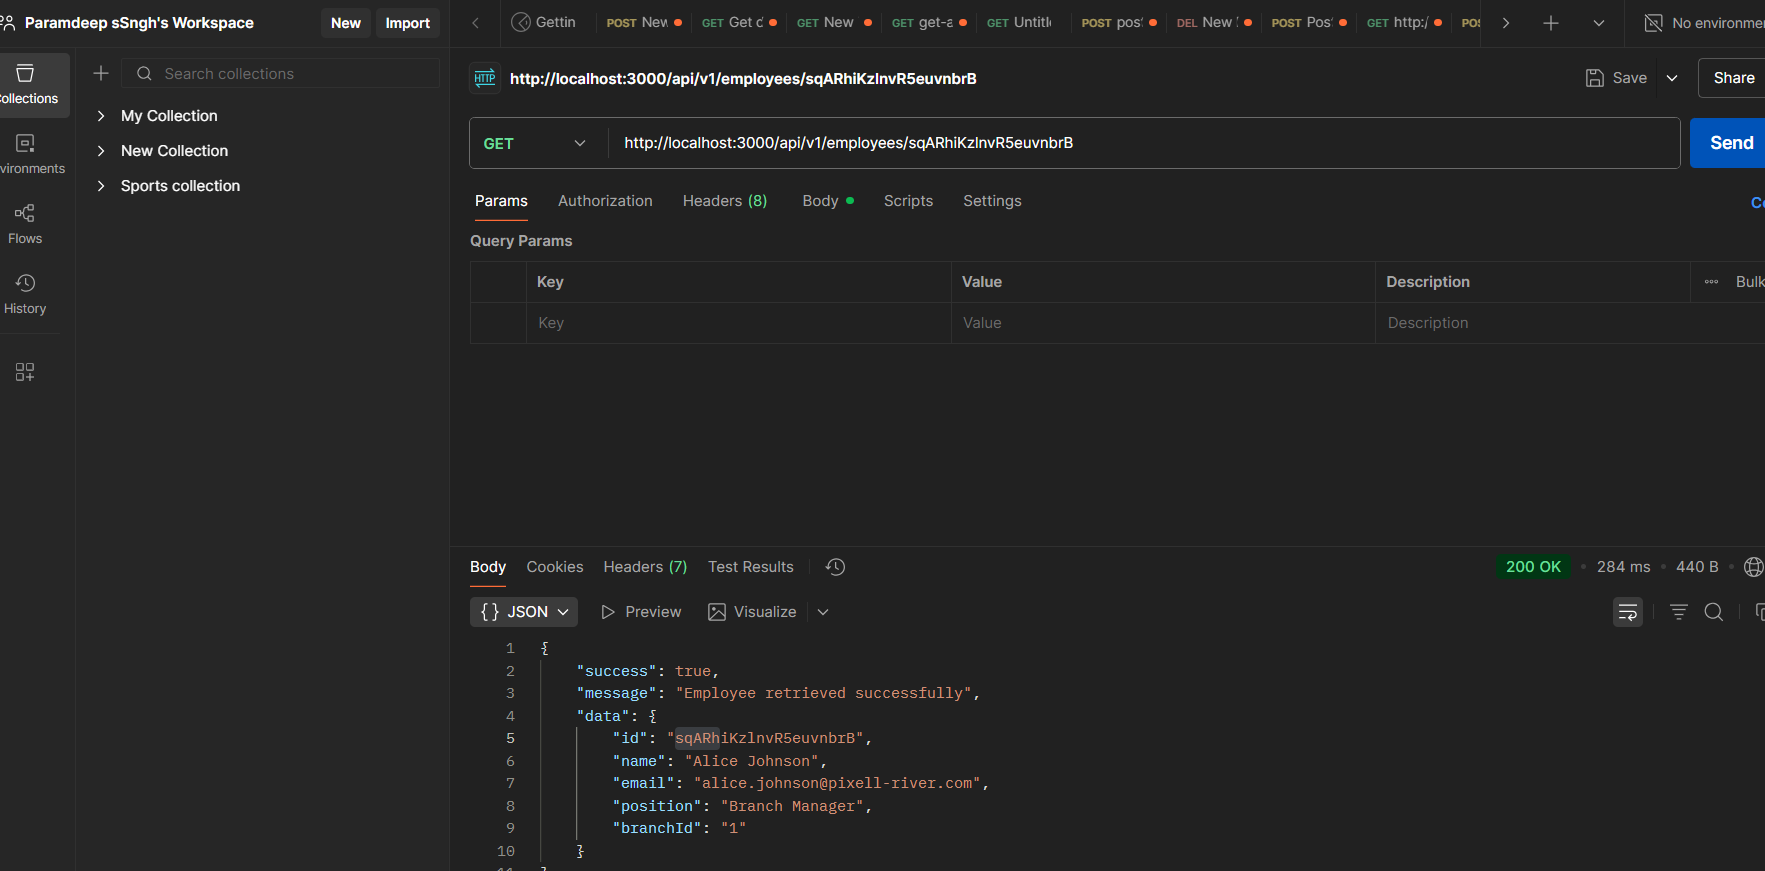 Paramdeep sSngh's Workspace
New
Import
Gettin
POST New
GET Get c
GET New
GET get-a
GET Untitl
POST post
DEL New
POST Pos
GET http:/
POS
No environme
ollections
Search collections
My Collection
New Collection
Sports collection
vironments
Flows
History
HTTP
http://localhost:3000/api/v1/employees/sqARhiKzlnvR5euvnbrB
Save
Share
GET
http://localhost:3000/api/v1/employees/sqARhiKzlnvR5euvnbrB
Send
Params
Authorization
Headers (8)
Body
Scripts
Settings
Co
Query Params
Key
Value
Description
Bulk
Key
Value
Description
Body
Cookies
Headers (7)
Test Results
200 OK
284 ms
440 B
{} JSON
Preview
Visualize
1 {
2 "success": true,
3 "message": "Employee retrieved successfully",
4 "data": {
5 "id": "sqARhiKzlnvR5euvnbrB",
6 "name": "Alice Johnson",
7 "email": "alice.johnson@pixell-river.com",
8 "position": "Branch Manager",
9 "branchId": "1"
10 }